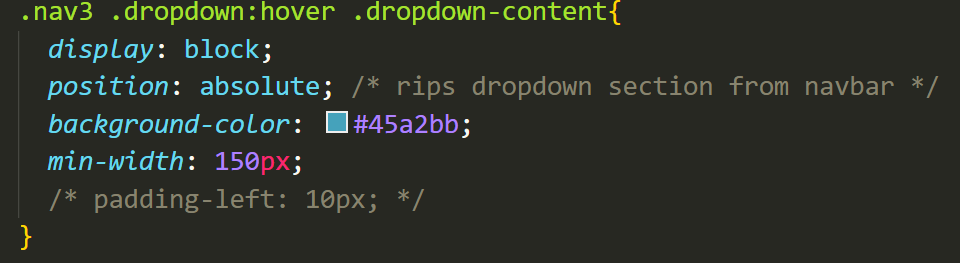 .nav3 .dropdown:hover .dropdown-content{
display: block;
position: absolute; /* rips dropdown section from navbar */
background-color: #45a2bb;
min-width: 150px;
/* padding-left: 10px; */
}